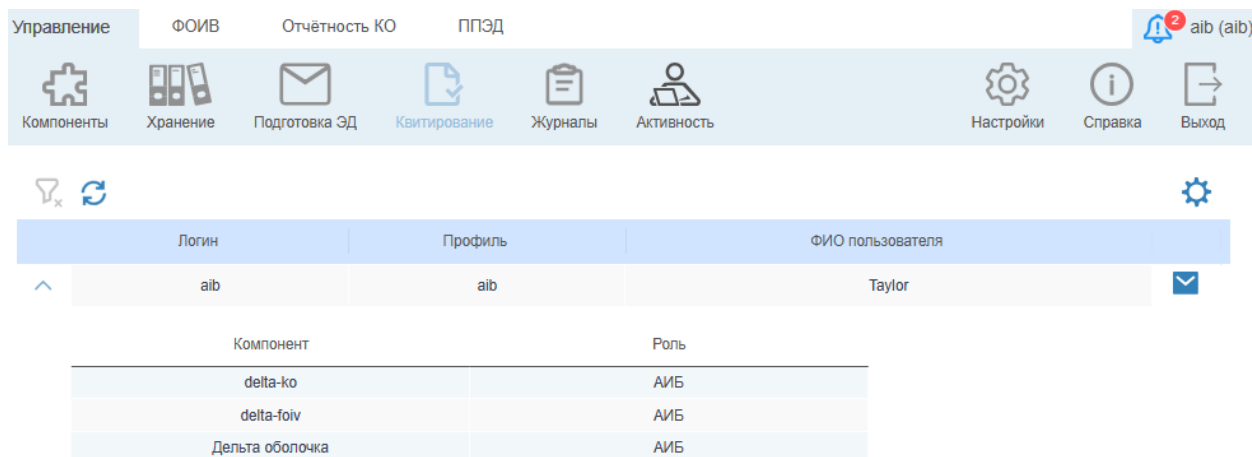 Управление ФОИВ Отчётность КО ППЭД 2 aib (aib)
Компоненты Хранение Подготовка ЭД Квитирование Журналы Активность Настройки Справка Выход
Логин Профиль ФИО пользователя
aib aib Taylor
Компонент Роль
delta-ko АИБ
delta-foiv АИБ
Дельта оболочка АИБ